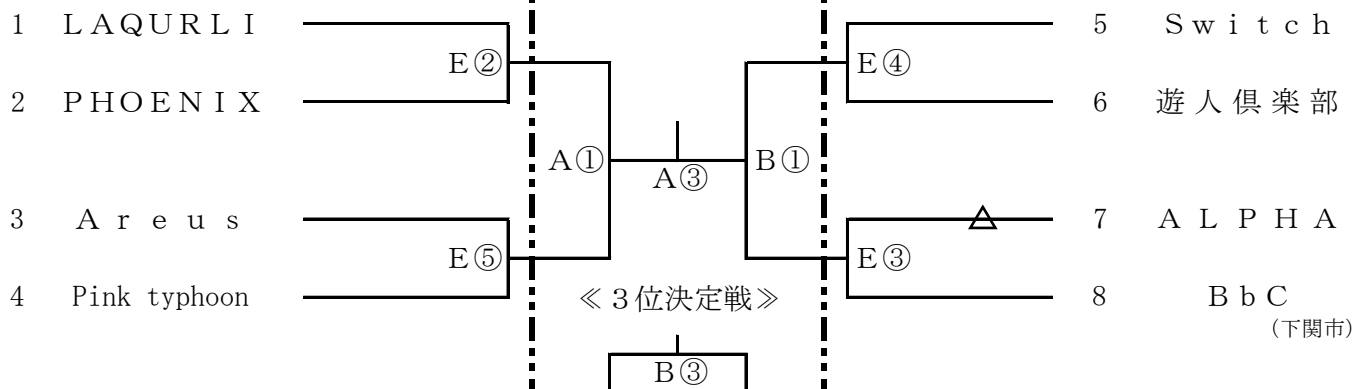 1 ＬＡＱＵＲＬＩ
Ｅ②
2 ＰＨＯＥＮＩＸ
Ａ①
3 Ａｒｅｕｓ
Ｅ⑤
4 Pink typhoon
Ａ③
≪３位決定戦≫
Ｂ③
Ｂ①
5 Ｓｗｉｔｃｈ
Ｅ④
6 遊人倶楽部
7 ＡＬＰＨＡ
Ｅ③
8 ＢｂＣ
(下関市)